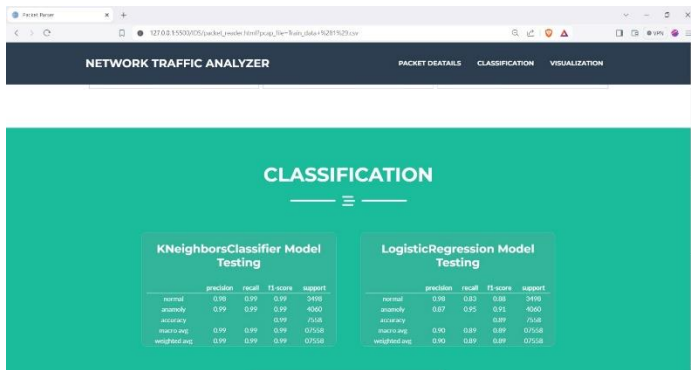 Packet Parser
127.0.0.1:5500/IDS/packet_reader.html?pcap_file=Train_data+%281%29.csv
VPN
NETWORK TRAFFIC ANALYZER
PACKET DEATAILS CLASSIFICATION VISUALIZATION
CLASSIFICATION
KNeighborsClassifier Model
Testing
precision recall f1-score support
normal 0.98 0.99 0.99 3498
anamoly 0.99 0.99 0.99 4060
accuracy 0.99 7558
macro avg 0.99 0.99 0.99 07558
weighted avg 0.99 0.99 0.99 07558
LogisticRegression Model
Testing
precision recall f1-score support
normal 0.98 0.83 0.88 3498
anamoly 0.87 0.95 0.91 4060
accuracy 0.89 7558
macro avg 0.90 0.89 0.89 07558
weighted avg 0.90 0.89 0.89 07558